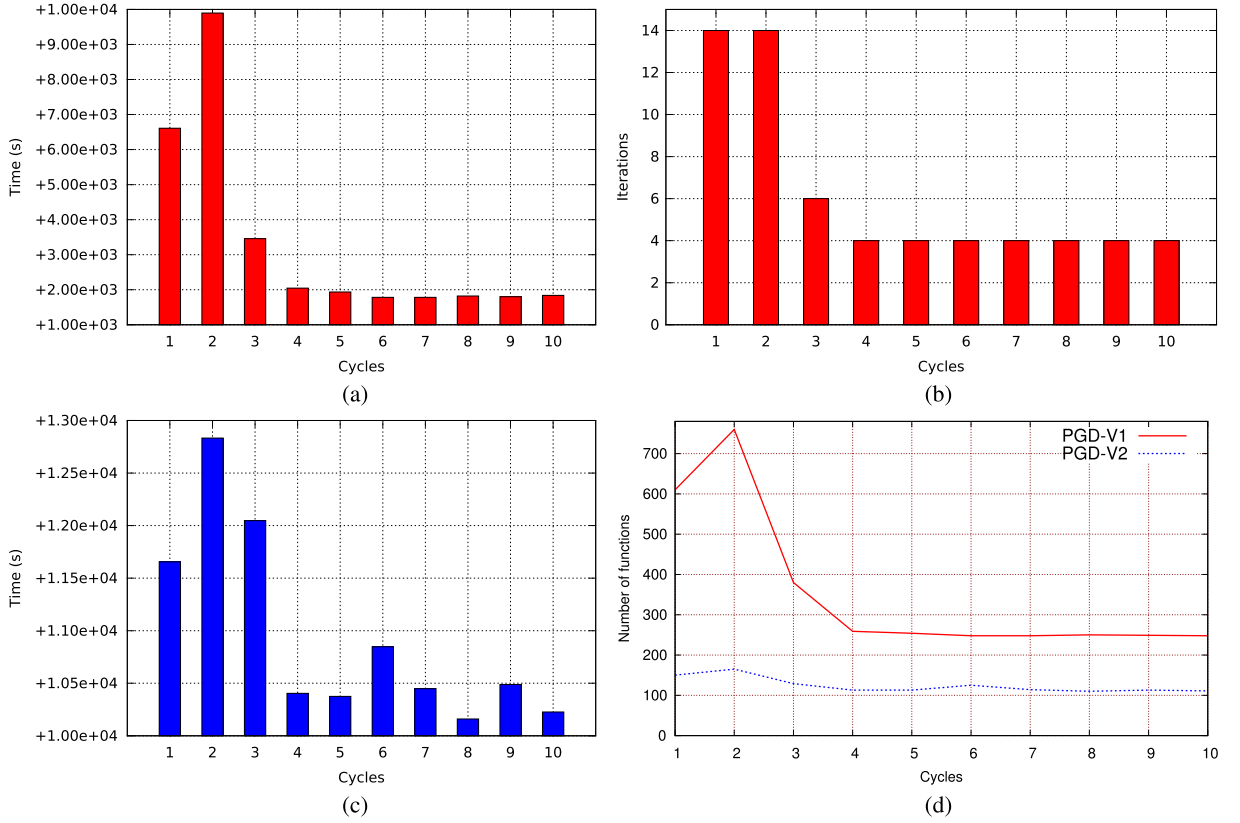 +1.00e+04
+9.00e+03
+8.00e+03
+7.00e+03
+6.00e+03
+5.00e+03
+4.00e+03
+3.00e+03
+2.00e+03
+1.00e+03
Time (s)
1 2 3 4 5 6 7 8 9 10
Cycles
(a)
14
12
10
8
6
4
2
0
Iterations
1 2 3 4 5 6 7 8 9 10
Cycles
(b)
+1.30e+04
+1.25e+04
+1.20e+04
+1.15e+04
+1.10e+04
+1.05e+04
+1.00e+04
Time (s)
1 2 3 4 5 6 7 8 9 10
Cycles
(c)
PGD-V1
PGD-V2
700
600
500
400
300
200
100
0
Number of functions
1 2 3 4 5 6 7 8 9 10
Cycles
(d)